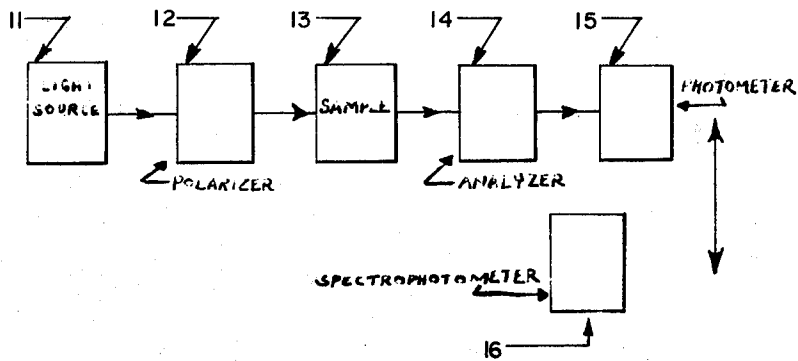 11 12 13 14 15
LIGHT
SOURCE
SAMPLE
PHOTOMETER
POLARIZER
ANALYZER
SPECTROPHOTOMETER
16